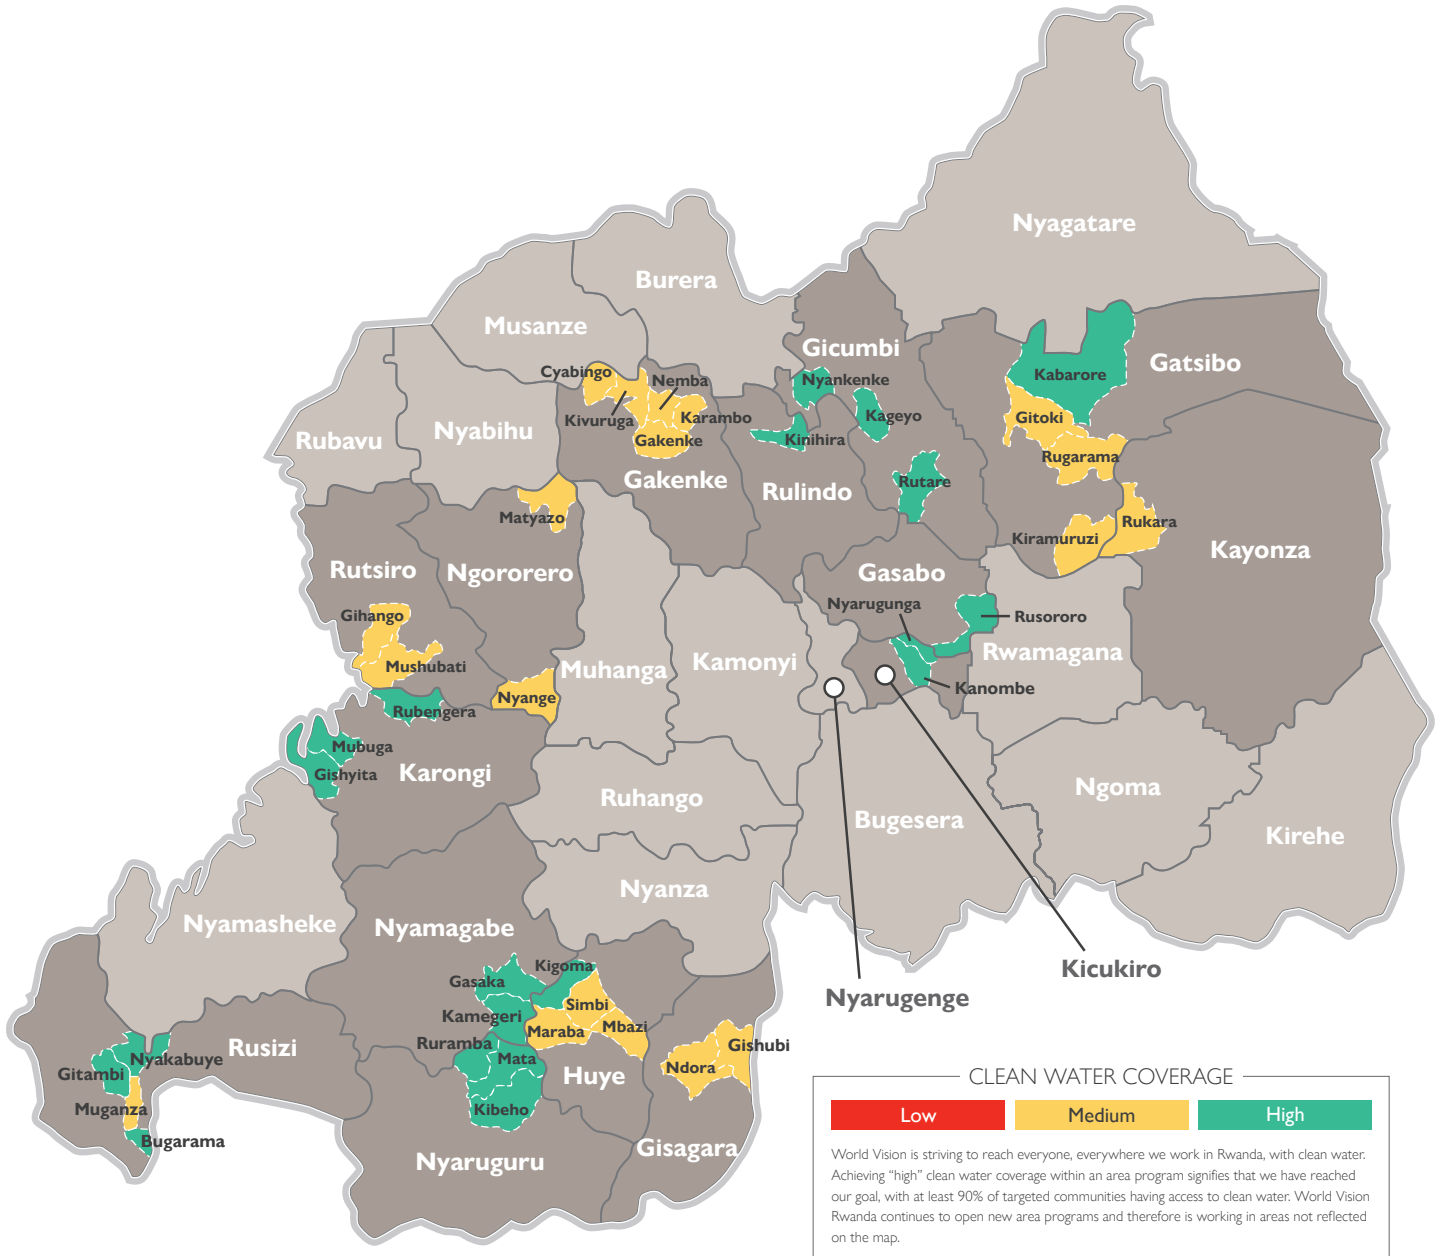 Nyagatare
Burera
Musanze
Gicumbi
Gatsibo
Cyabingo
Nemba
Nyankenke
Kabarore
Kivuruga
Karambo
Kageyo
Gitoki
Rubavu
Nyabihu
Gakenke
Kinihira
Rugarama
Gakenke
Rulindo
Rutare
Matyazo
Kiramuruzi
Rukara
Kayonza
Rutsiro
Ngororero
Gasabo
Nyarugunga
Gihango
Rusororo
Mushubati
Muhanga
Kamonyi
Rwamagana
Nyange
Kanombe
Rubengera
Mubuga
Gishyita
Karongi
Ruhango
Ngoma
Bugesera
Kirehe
Nyanza
Nyamasheke
Nyamagabe
Kigoma
Kicukiro
Gasaka
Nyarugenge
Simbi
Kamegeri
Maraba
Mbazi
Ruramba
Mata
Gishubi
Rusizi
Nyakabuye
Ndora
Gitambi
Huye
Muganza
Kibeho
Bugarama
Gisagara
Nyaruguru
CLEAN WATER COVERAGE
Low
Medium
High
World Vision is striving to reach everyone, everywhere we work in Rwanda, with clean water.
Achieving “high” clean water coverage within an area program signifies that we have reached
our goal, with at least 90% of targeted communities having access to clean water. World Vision
Rwanda continues to open new area programs and therefore is working in areas not reflected
on the map.